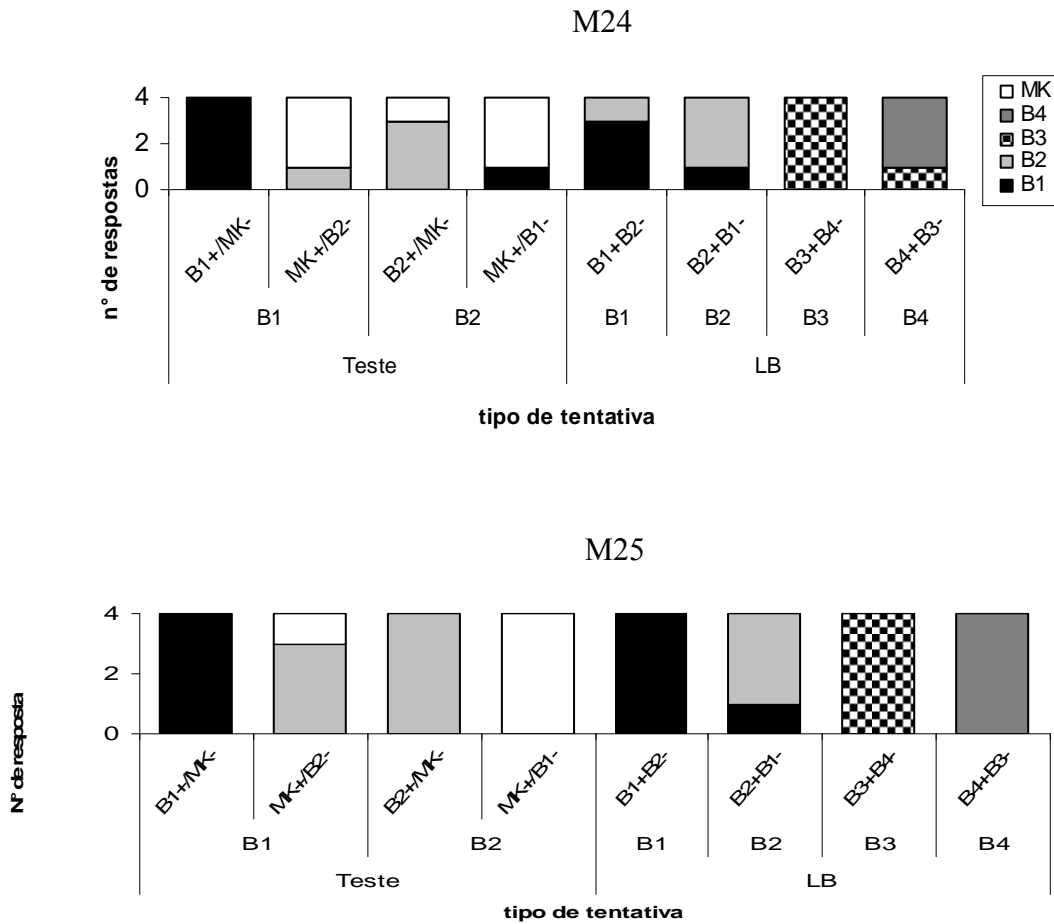 M24
4
2
0
n° de respostas
B1+/MK-
MK+/B2-
B2+/MK-
MK+/B1-
B1+B2-
B2+B1-
B3+B4-
B4+B3-
B1
B2
B1
B2
B3
B4
Teste
LB
tipo de tentativa
MK
B4
B3
B2
B1
M25
4
2
0
N° de resposta
B1+/MK-
MK+/B2-
B2+/MK-
MK+/B1-
B1+B2-
B2+B1-
B3+B4-
B4+B3-
B1
B2
B1
B2
B3
B4
Teste
LB
tipo de tentativa